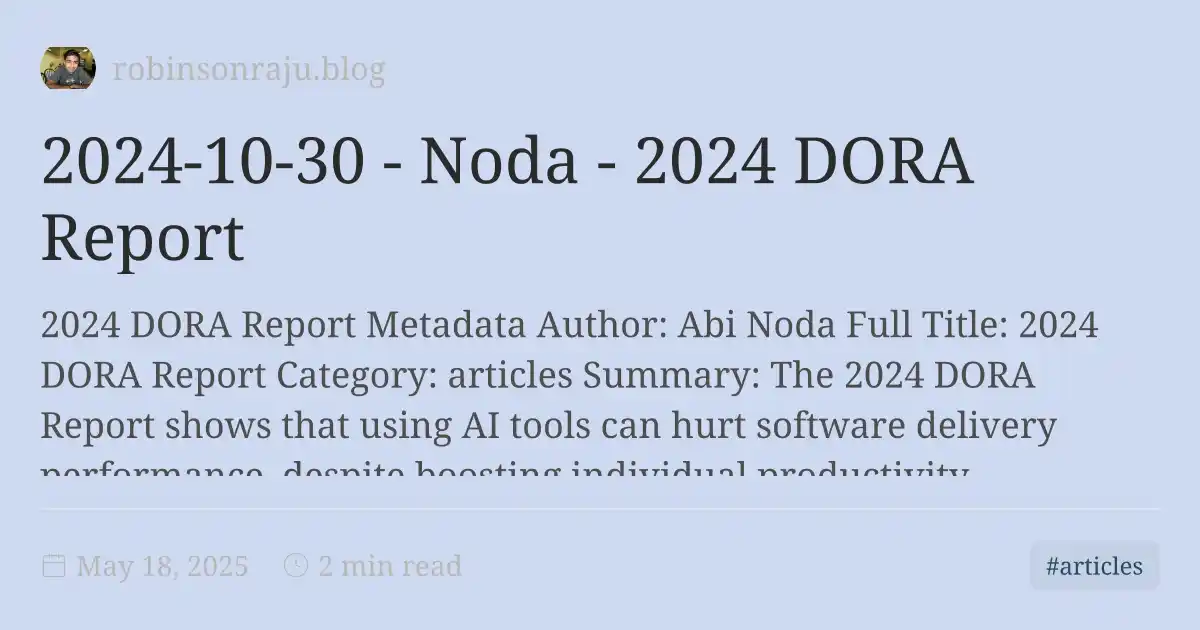 robinsonraju.blog
2024-10-30 - Noda - 2024 DORA
Report
2024 DORA Report Metadata Author: Abi Noda Full Title: 2024
DORA Report Category: articles Summary: The 2024 DORA
Report shows that using AI tools can hurt software delivery
performance, despite boosting individual productivity.
May 18, 2025 2 min read #articles